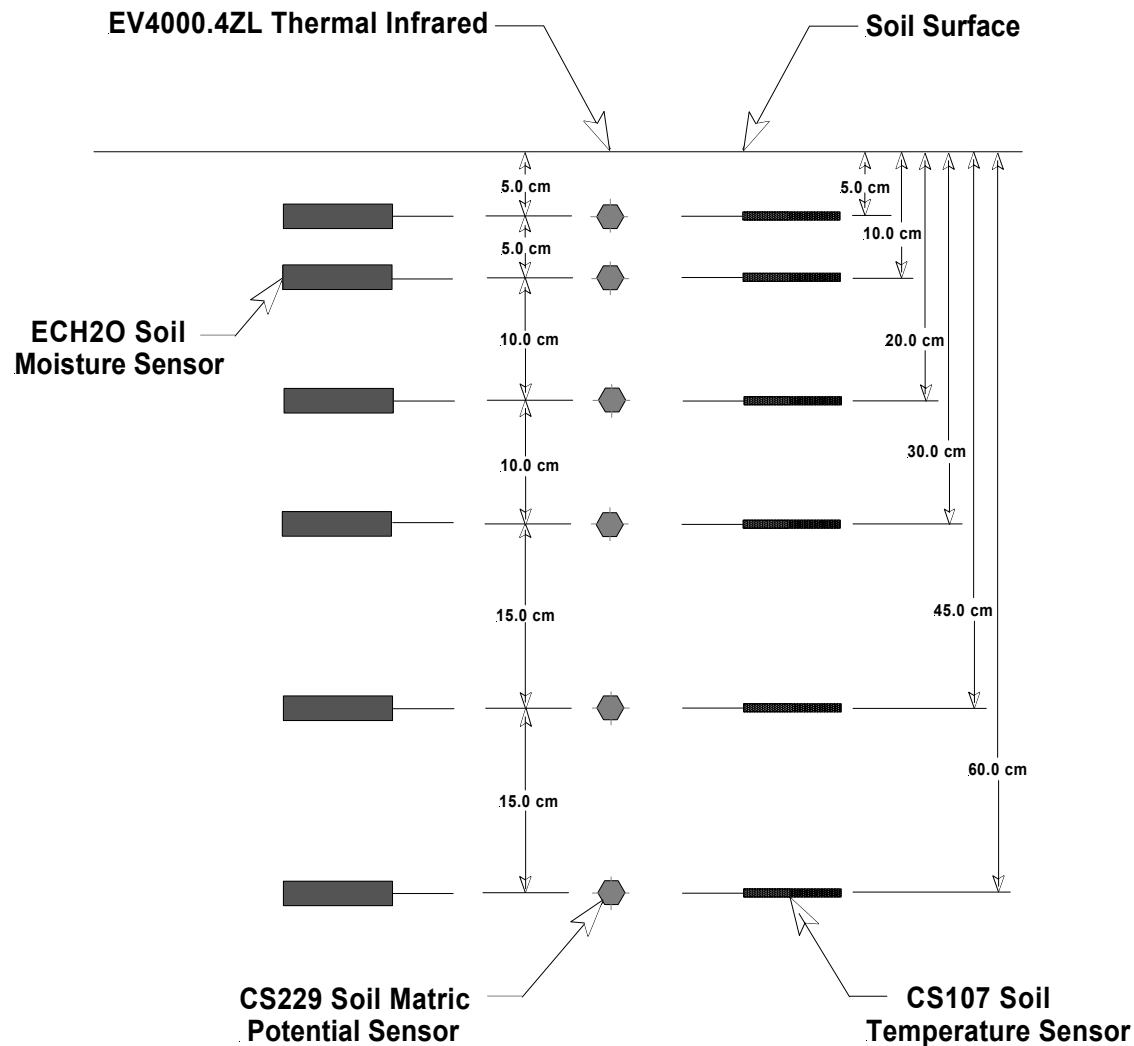 EV4000.4ZL Thermal Infrared
Soil Surface
5.0 cm
5.0 cm
5.0 cm
10.0 cm
ECH2O Soil
Moisture Sensor
10.0 cm
20.0 cm
10.0 cm
30.0 cm
15.0 cm
45.0 cm
60.0 cm
15.0 cm
CS229 Soil Matric
Potential Sensor
CS107 Soil
Temperature Sensor